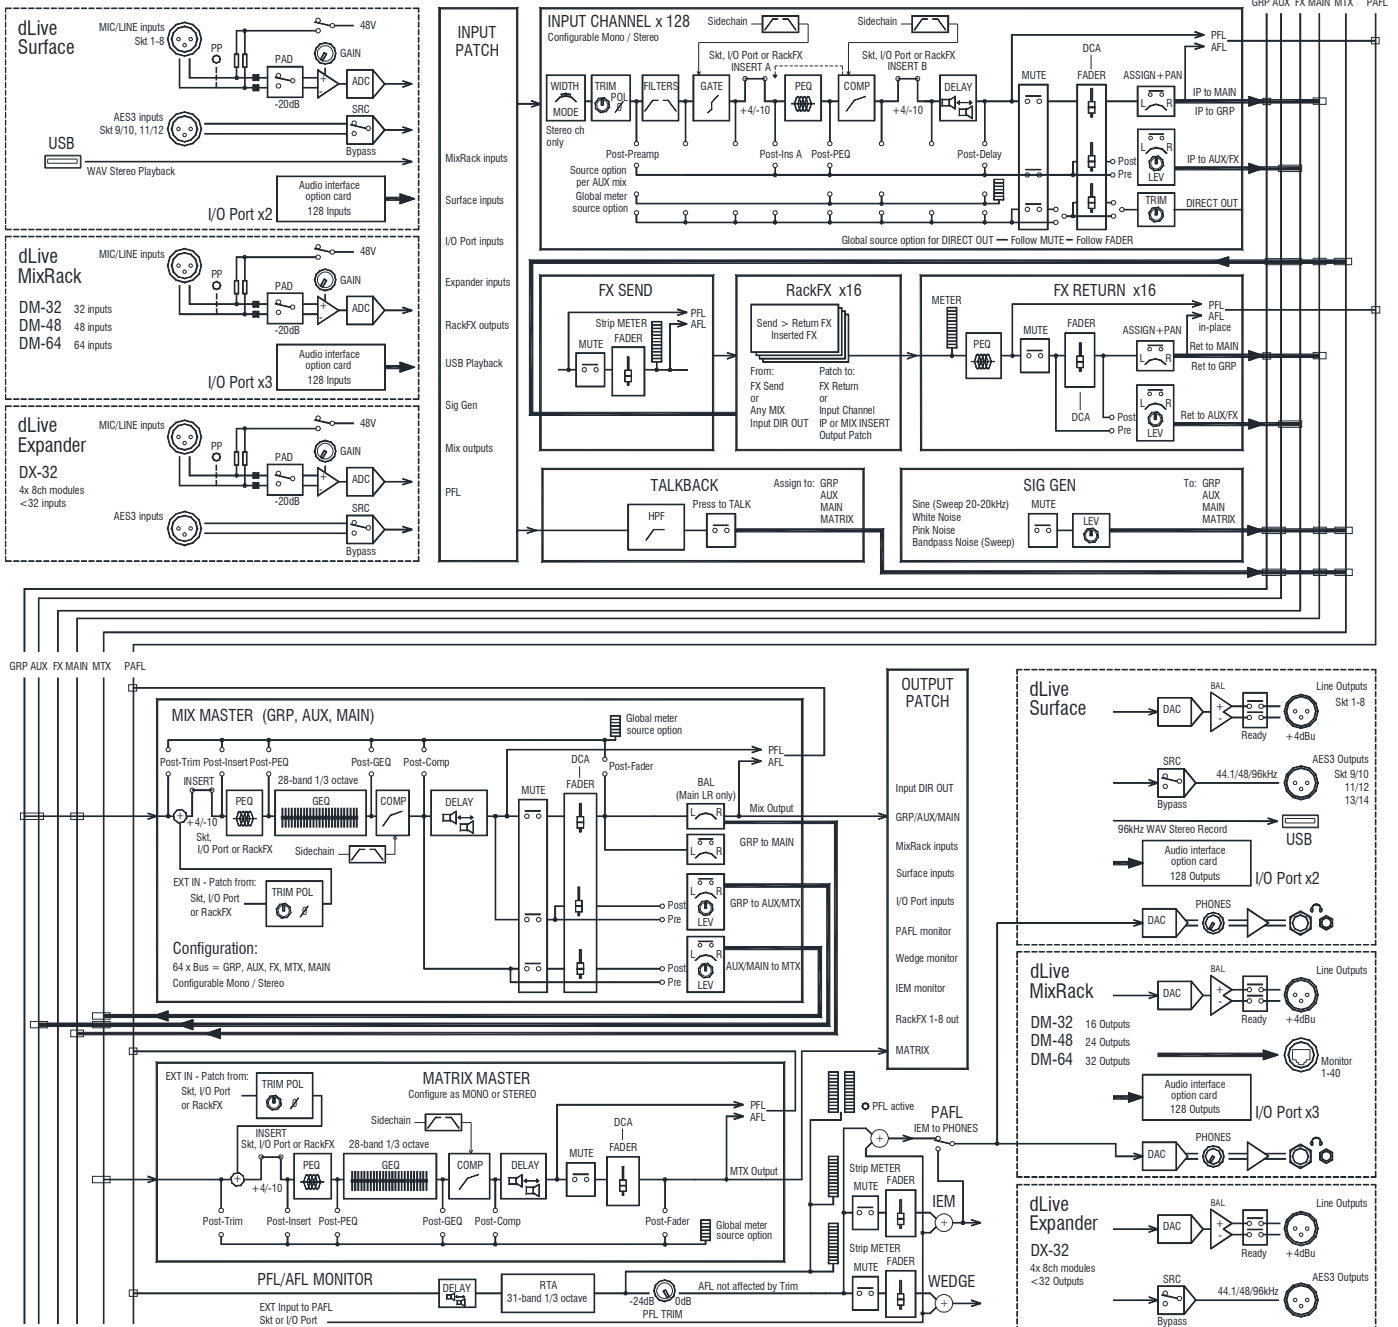 GRP AUX FX MAIN MTX PAFL
dLive
Surface
MIC/LINE inputs
Skt 1-8
PP
48V
GAIN
PAD
-20dB
ADC
AES3 inputs
Skt 9/10, 11/12
SRC
Bypass
USB
WAV Stereo Playback
Audio interface
option card
128 Inputs
I/O Port x2
dLive
MixRack
MIC/LINE inputs
PP
48V
GAIN
PAD
-20dB
ADC
DM-32 32 inputs
DM-48 48 inputs
DM-64 64 inputs
Audio interface
option card
128 Inputs
I/O Port x3
dLive
Expander
MIC/LINE inputs
PP
48V
GAIN
PAD
-20dB
ADC
DX-32
4x 8ch modules
<32 inputs
AES3 inputs
SRC
Bypass
INPUT
PATCH
MixRack inputs
Surface inputs
I/O Port inputs
Expander inputs
RackFX outputs
USB Playback
Sig Gen
Mix outputs
PFL
INPUT CHANNEL x 128
Configurable Mono / Stereo
Sidechain
Sidechain
Skt, I/O Port or RackFX
INSERT A
Skt, I/O Port or RackFX
INSERT B
WIDTH
MODE
Stereo ch
only
TRIM
POL
FILTERS
GATE
+4/-10
PEQ
COMP
+4/-10
DELAY
MUTE
DCA
FADER
ASSIGN+PAN
L R
PFL
AFL
IP to MAIN
IP to GRP
Post-Preamp
Post-Ins A
Post-PEQ
Post-Delay
Source option
per AUX mix
Global meter
source option
Post
Pre
L R
LEV
IP to AUX/FX
TRIM
DIRECT OUT
Global source option for DIRECT OUT — Follow MUTE — Follow FADER
FX SEND
Strip METER
MUTE
FADER
PFL
AFL
RackFX x16
Send > Return FX
Inserted FX
From:
FX Send
or
Any MIX
Input DIR OUT
Patch to:
FX Return
or
Input Channel
IP or MIX INSERT
Output Patch
FX RETURN x16
METER
PEQ
MUTE
FADER
DCA
ASSIGN+PAN
L R
PFL
AFL
in-place
Ret to MAIN
Ret to GRP
Post
Pre
L R
LEV
Ret to AUX/FX
TALKBACK
HPF
Press to TALK
Assign to: GRP
AUX
MAIN
MATRIX
SIG GEN
Sine (Sweep 20-20kHz)
White Noise
Pink Noise
Bandpass Noise (Sweep)
MUTE
LEV
To: GRP
AUX
MAIN
MATRIX
GRP AUX FX MAIN MTX PAFL
MIX MASTER (GRP, AUX, MAIN)
Global meter
source option
Post-Trim Post-Insert Post-PEQ
Post-GEQ Post-Comp
Post-Fader
INSERT
+4/-10
Skt,
I/O Port or RackFX
PEQ
28-band 1/3 octave
GEQ
COMP
Sidechain
DELAY
MUTE
DCA
FADER
PFL
AFL
BAL
(Main LR only)
L R
Mix Output
L R
GRP to MAIN
EXT IN - Patch from:
Skt, I/O Port
or RackFX
TRIM POL
Post
Pre
L R
LEV
GRP to AUX/MTX
Post
Pre
L R
LEV
AUX/MAIN to MTX
Configuration:
64 x Bus = GRP, AUX, FX, MTX, MAIN
Configurable Mono / Stereo
EXT IN - Patch from:
Skt, I/O Port
or RackFX
TRIM POL
MATRIX MASTER
Configure as MONO or STEREO
Sidechain
INSERT
Skt, I/O Port or RackFX
+4/-10
PEQ
28-band 1/3 octave
GEQ
COMP
DELAY
MUTE
DCA
FADER
PFL
AFL
MTX Output
Post-Trim
Post-Insert
Post-PEQ
Post-GEQ
Post-Comp
Post-Fader
Global meter
source option
PFL/AFL MONITOR
DELAY
RTA
31-band 1/3 octave
-24dB 0dB
PFL TRIM
AFL not affected by Trim
EXT Input to PAFL
Skt or I/O Port
OUTPUT
PATCH
Input DIR OUT
GRP/AUX/MAIN
MixRack inputs
Surface inputs
I/O Port inputs
PAFL monitor
Wedge monitor
IEM monitor
RackFX 1-8 out
MATRIX
PFL active
PAFL
IEM to PHONES
Strip METER
MUTE
FADER
IEM
Strip METER
MUTE
FADER
WEDGE
dLive
Surface
DAC
BAL
Ready
+4dBu
Line Outputs
Skt 1-8
SRC
Bypass
44.1/48/96kHz
AES3 Outputs
Skt 9/10
11/12
13/14
96kHz WAV Stereo Record
USB
Audio interface
option card
128 Outputs
I/O Port x2
DAC
PHONES
dLive
MixRack
DAC
BAL
Ready
+4dBu
Line Outputs
DM-32 16 Outputs
DM-48 24 Outputs
DM-64 32 Outputs
Monitor
1-40
Audio interface
option card
128 Outputs
I/O Port x3
DAC
PHONES
dLive
Expander
DX-32
4x 8ch modules
<32 Outputs
DAC
BAL
Ready
+4dBu
Line Outputs
SRC
Bypass
44.1/48/96kHz
AES3 Outputs